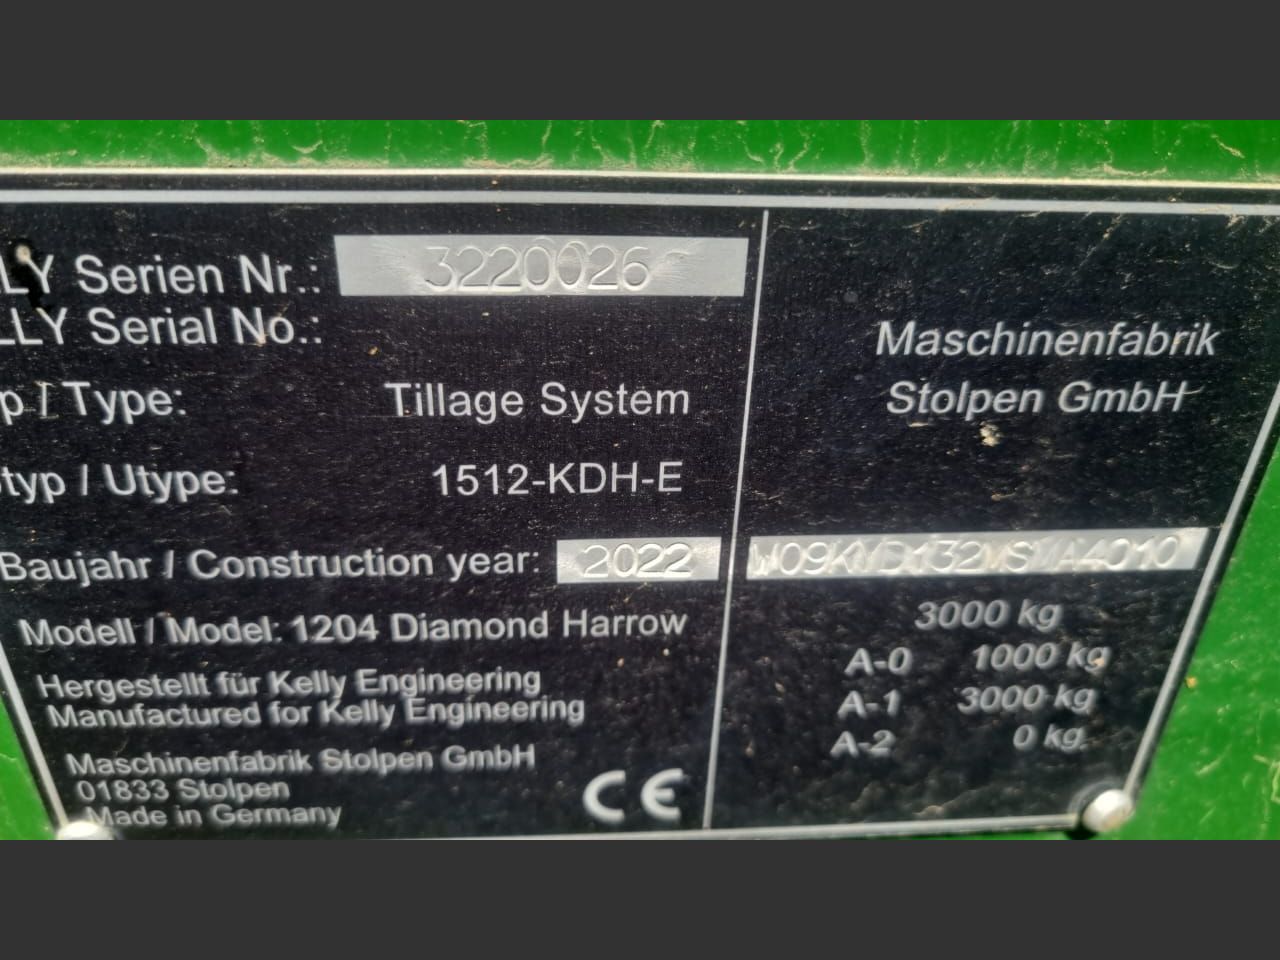 LLY Serien Nr.: 3220026
LLY Serial No.:
p / Type: Tillage System
typ / Utype: 1512-KDH-E
Baujahr / Construction year: 2022
Modell / Model: 1204 Diamond Harrow
Hergestellt für Kelly Engineering
Manufactured for Kelly Engineering
Maschinenfabrik Stolpen GmbH
01833 Stolpen
Made in Germany
CE
Maschinenfabrik
Stolpen GmbH
3000 kg
A-0 1000 kg
A-1 3000 kg
A-2 0 kg